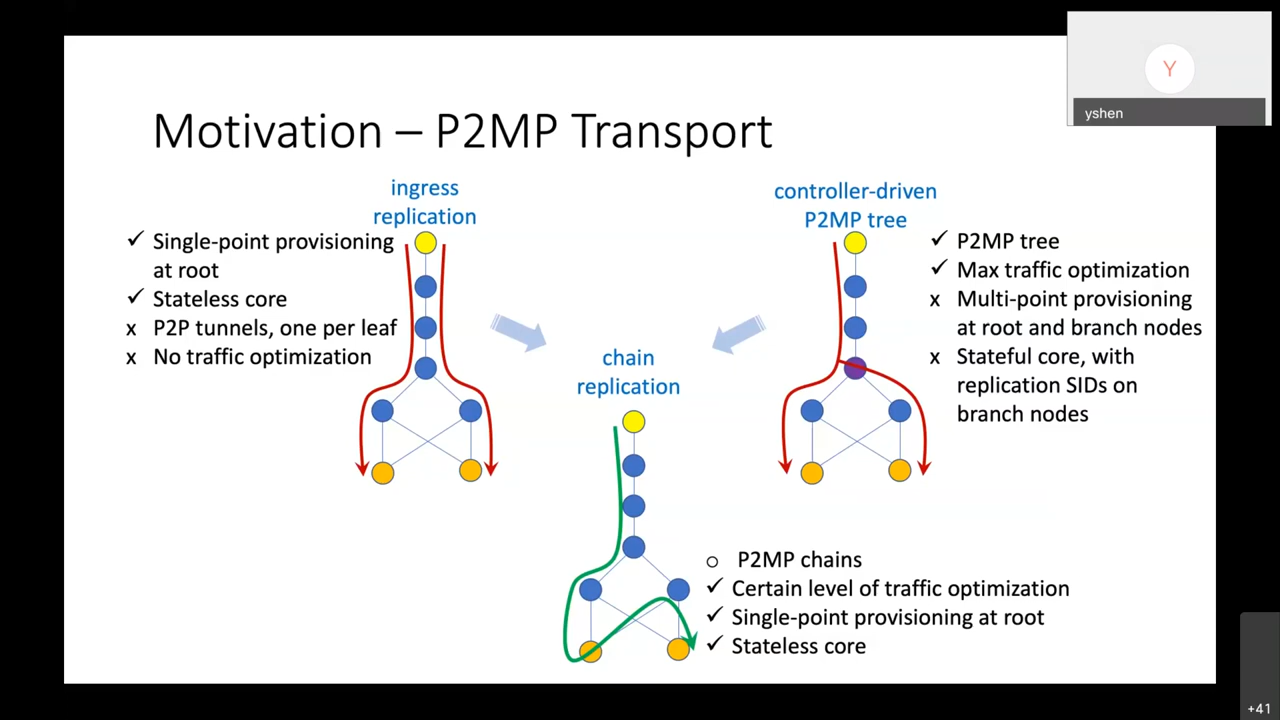 Motivation – P2MP Transport
ingress
replication
✓ Single-point provisioning
at root
✓ Stateless core
x P2P tunnels, one per leaf
x No traffic optimization
controller-driven
P2MP tree
✓ P2MP tree
✓ Max traffic optimization
x Multi-point provisioning
at root and branch nodes
x Stateful core, with
replication SIDs on
branch nodes
chain
replication
o P2MP chains
✓ Certain level of traffic optimization
✓ Single-point provisioning at root
✓ Stateless core
Y
yshen
+41